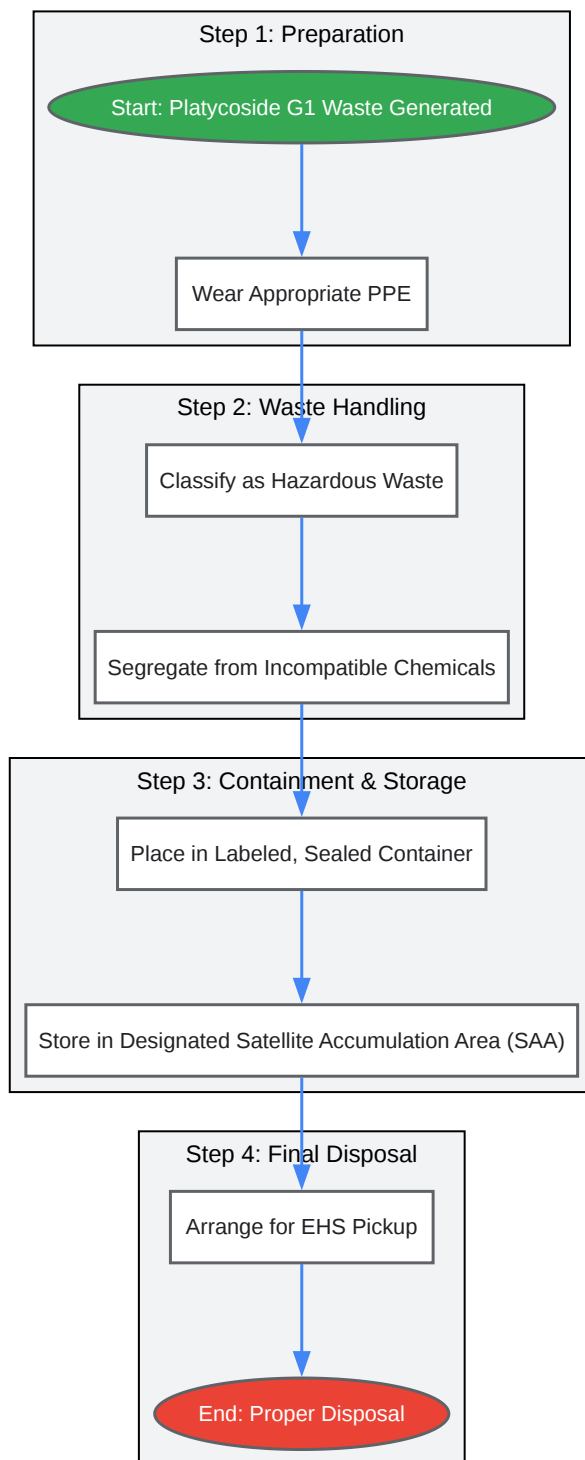 Step 1: Preparation
Start: Platycoside G1 Waste Generated
Wear Appropriate PPE
Step 2: Waste Handling
Classify as Hazardous Waste
Segregate from Incompatible Chemicals
Step 3: Containment & Storage
Place in Labeled, Sealed Container
Store in Designated Satellite Accumulation Area (SAA)
Step 4: Final Disposal
Arrange for EHS Pickup
End: Proper Disposal